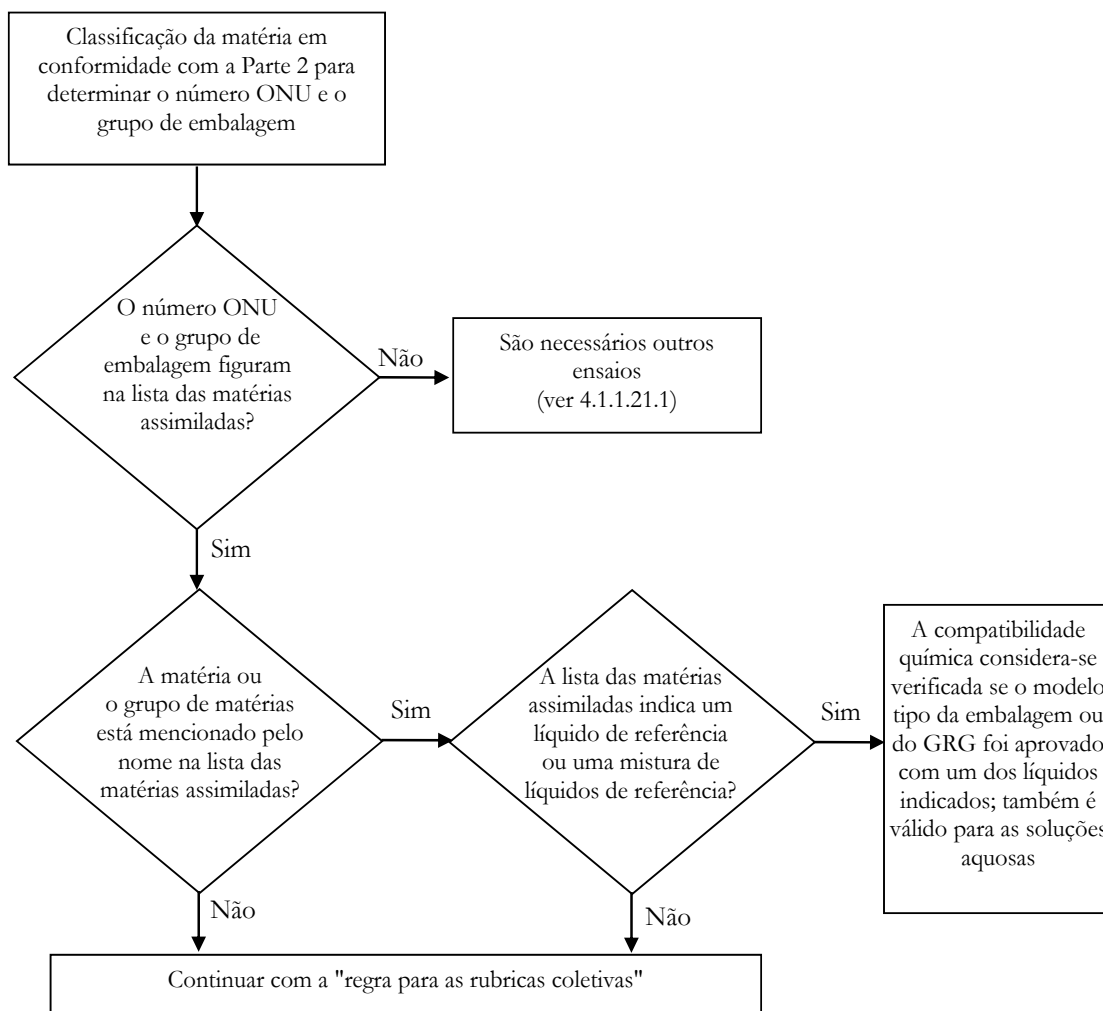 Classificação da matéria em
conformidade com a Parte 2 para
determinar o número ONU e o
grupo de embalagem
O número ONU
e o grupo de
embalagem figuram
na lista das matérias
assimiladas?
Não
São necessários outros
ensaios
(ver 4.1.1.21.1)
Sim
A matéria ou
o grupo de matérias
está mencionado pelo
nome na lista das
matérias assimiladas?
Sim
A lista das matérias
assimiladas indica um
líquido de referência
ou uma mistura de
líquidos de referência?
Sim
A compatibilidade
química considera-se
verificada se o modelo
tipo da embalagem ou
do GRG foi aprovado
com um dos líquidos
indicados; também é
válido para as soluções
aquosas
Não
Não
Continuar com a "regra para as rubricas coletivas"